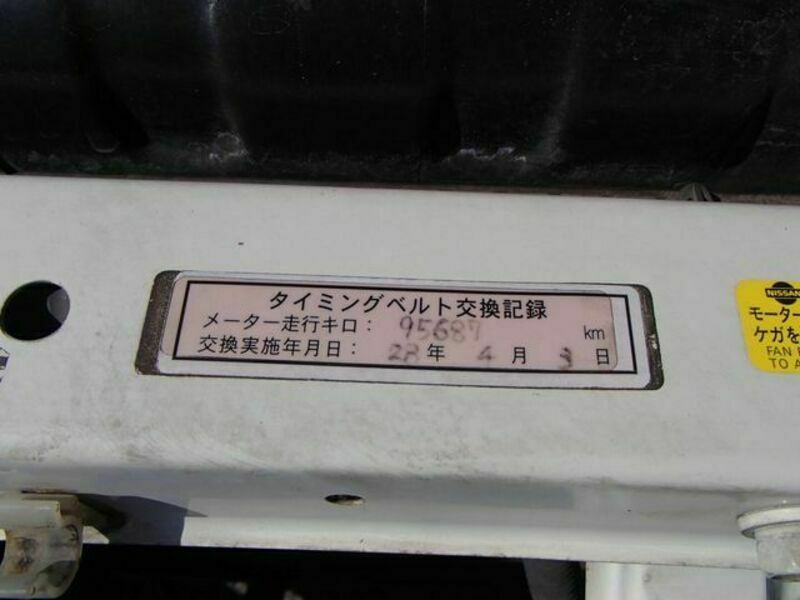 タイミングベルト交換記録
メーター走行キロ： 95687 km
交換実施年月日： 28 年 4 月 3 日
NISSAN
モーター
ケガを
FAN
TO A